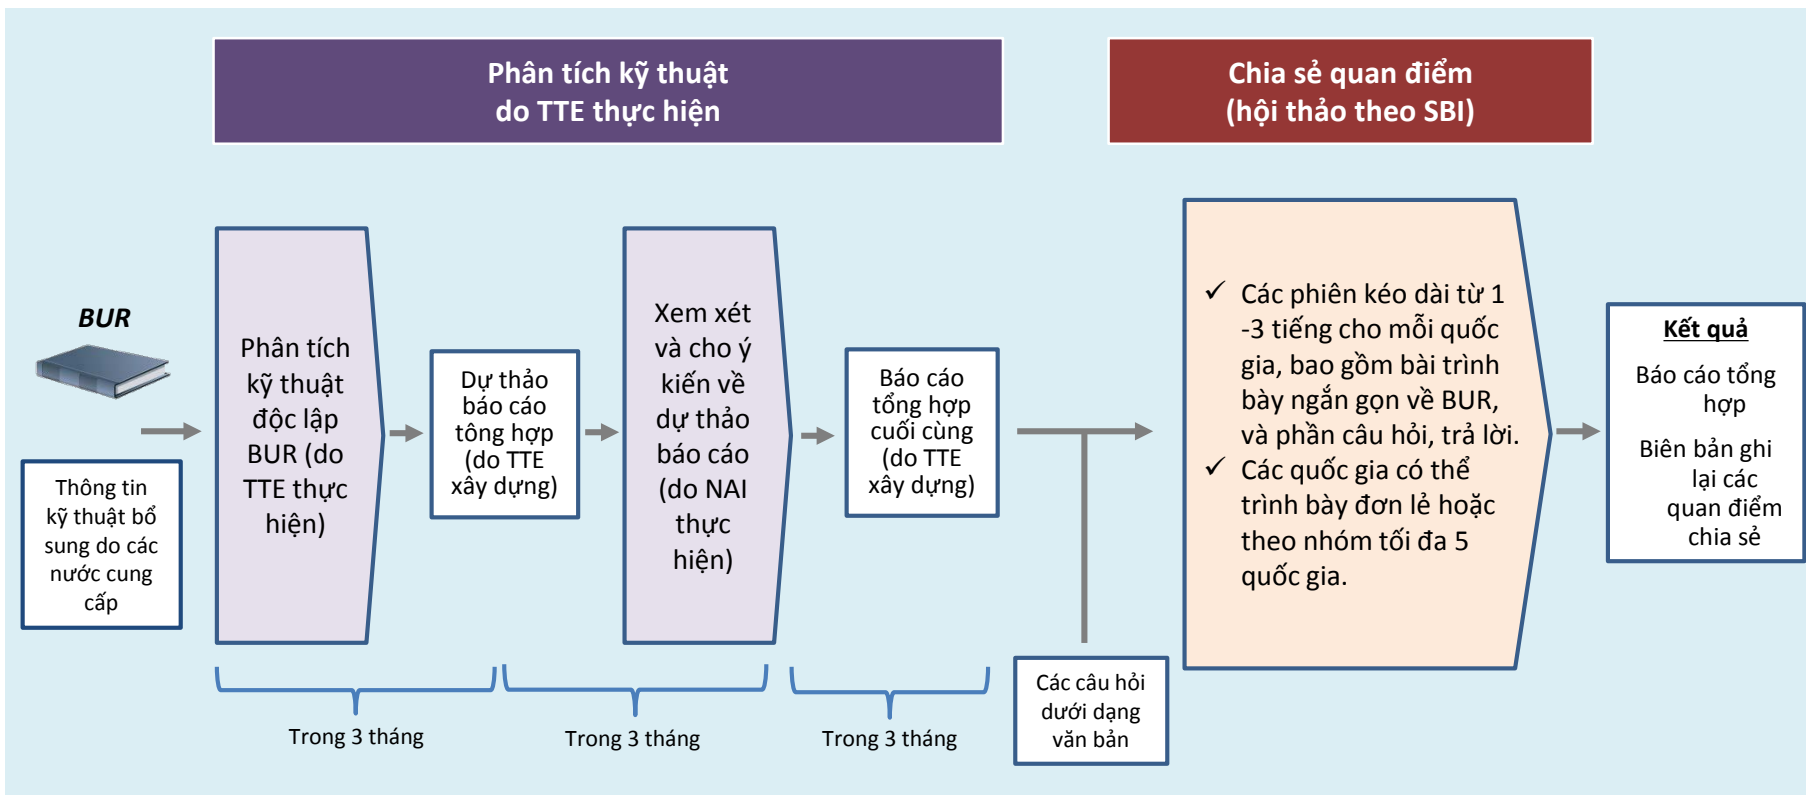 Phân tích kỹ thuật
do TTE thực hiện
Chia sẻ quan điểm
(hội thảo theo SBI)
BUR
Thông tin
kỹ thuật bổ
sung do các
nước cung
cấp
Phân tích
kỹ thuật
độc lập
BUR (do
TTE thực
hiện)
Dự thảo
báo cáo
tông hợp
(do TTE
xây dựng)
Xem xét
và cho ý
kiến về
dự thảo
báo cáo
(do NAI
thực
hiện)
Báo cáo
tổng hợp
cuối cùng
(do TTE
xây dựng)
Trong 3 tháng
Trong 3 tháng
Trong 3 tháng
Các câu hỏi
dưới dạng
văn bản
✓ Các phiên kéo dài từ 1
-3 tiếng cho mỗi quốc
gia, bao gồm bài trình
bày ngắn gọn về BUR,
và phần câu hỏi, trả lời.
✓ Các quốc gia có thể
trình bày đơn lẻ hoặc
theo nhóm tối đa 5
quốc gia.
Kết quả
Báo cáo tổng
hợp
Biên bản ghi
lại các
quan điểm
chia sẻ